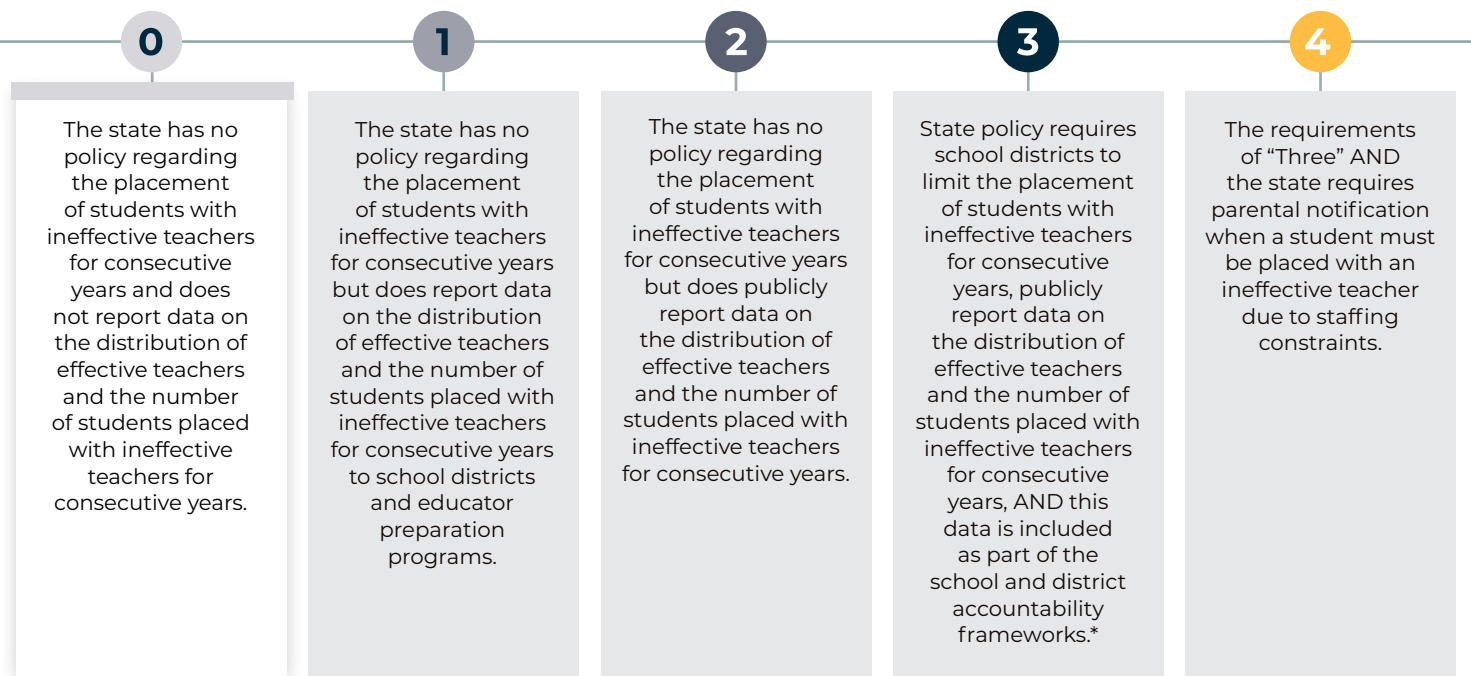 0
The state has no
policy regarding
the placement
of students with
ineffective teachers
for consecutive
years and does
not report data on
the distribution of
effective teachers
and the number
of students placed
with ineffective
teachers for
consecutive years.
1
The state has no
policy regarding
the placement
of students with
ineffective teachers
for consecutive years
but does report data
on the distribution
of effective teachers
and the number of
students placed with
ineffective teachers
for consecutive years
to school districts
and educator
preparation
programs.
2
The state has no
policy regarding
the placement
of students with
ineffective teachers
for consecutive years
but does publicly
report data on
the distribution of
effective teachers
and the number of
students placed with
ineffective teachers
for consecutive years.
3
State policy requires
school districts to
limit the placement
of students with
ineffective teachers
for consecutive
years, publicly
report data on
the distribution of
effective teachers
and the number of
students placed with
ineffective teachers
for consecutive
years, AND this
data is included
as part of the
school and district
accountability
frameworks.*
4
The requirements
of “Three” AND
the state requires
parental notification
when a student must
be placed with an
ineffective teacher
due to staffing
constraints.